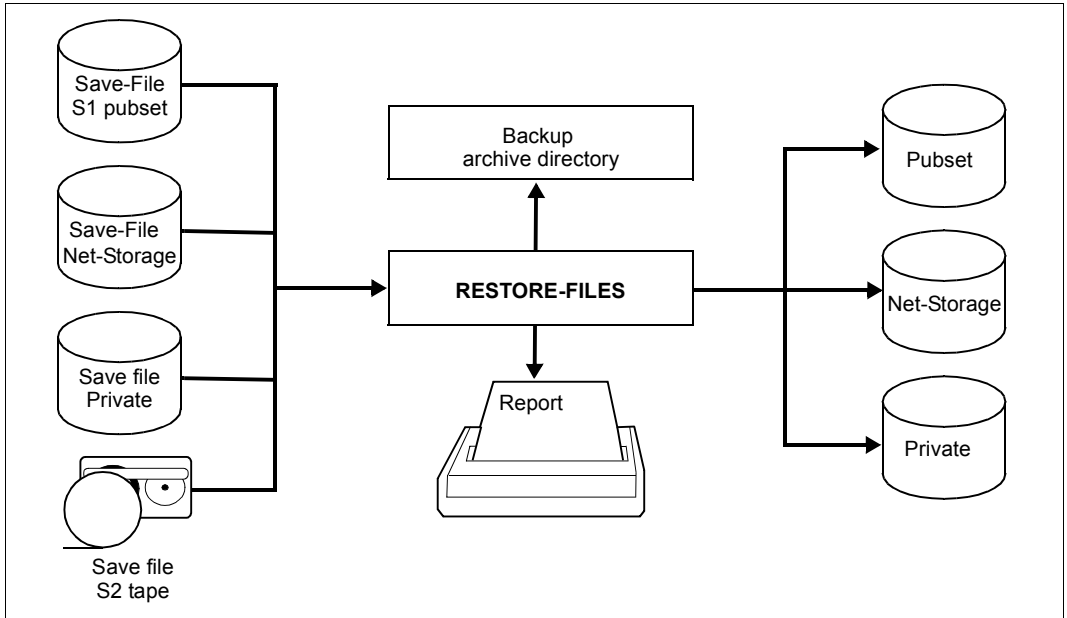 Save-File
S1 pubset
Save-File
Net-Storage
Save file
Private
Save file
S2 tape
Backup
archive directory
RESTORE-FILES
Report
Pubset
Net-Storage
Private